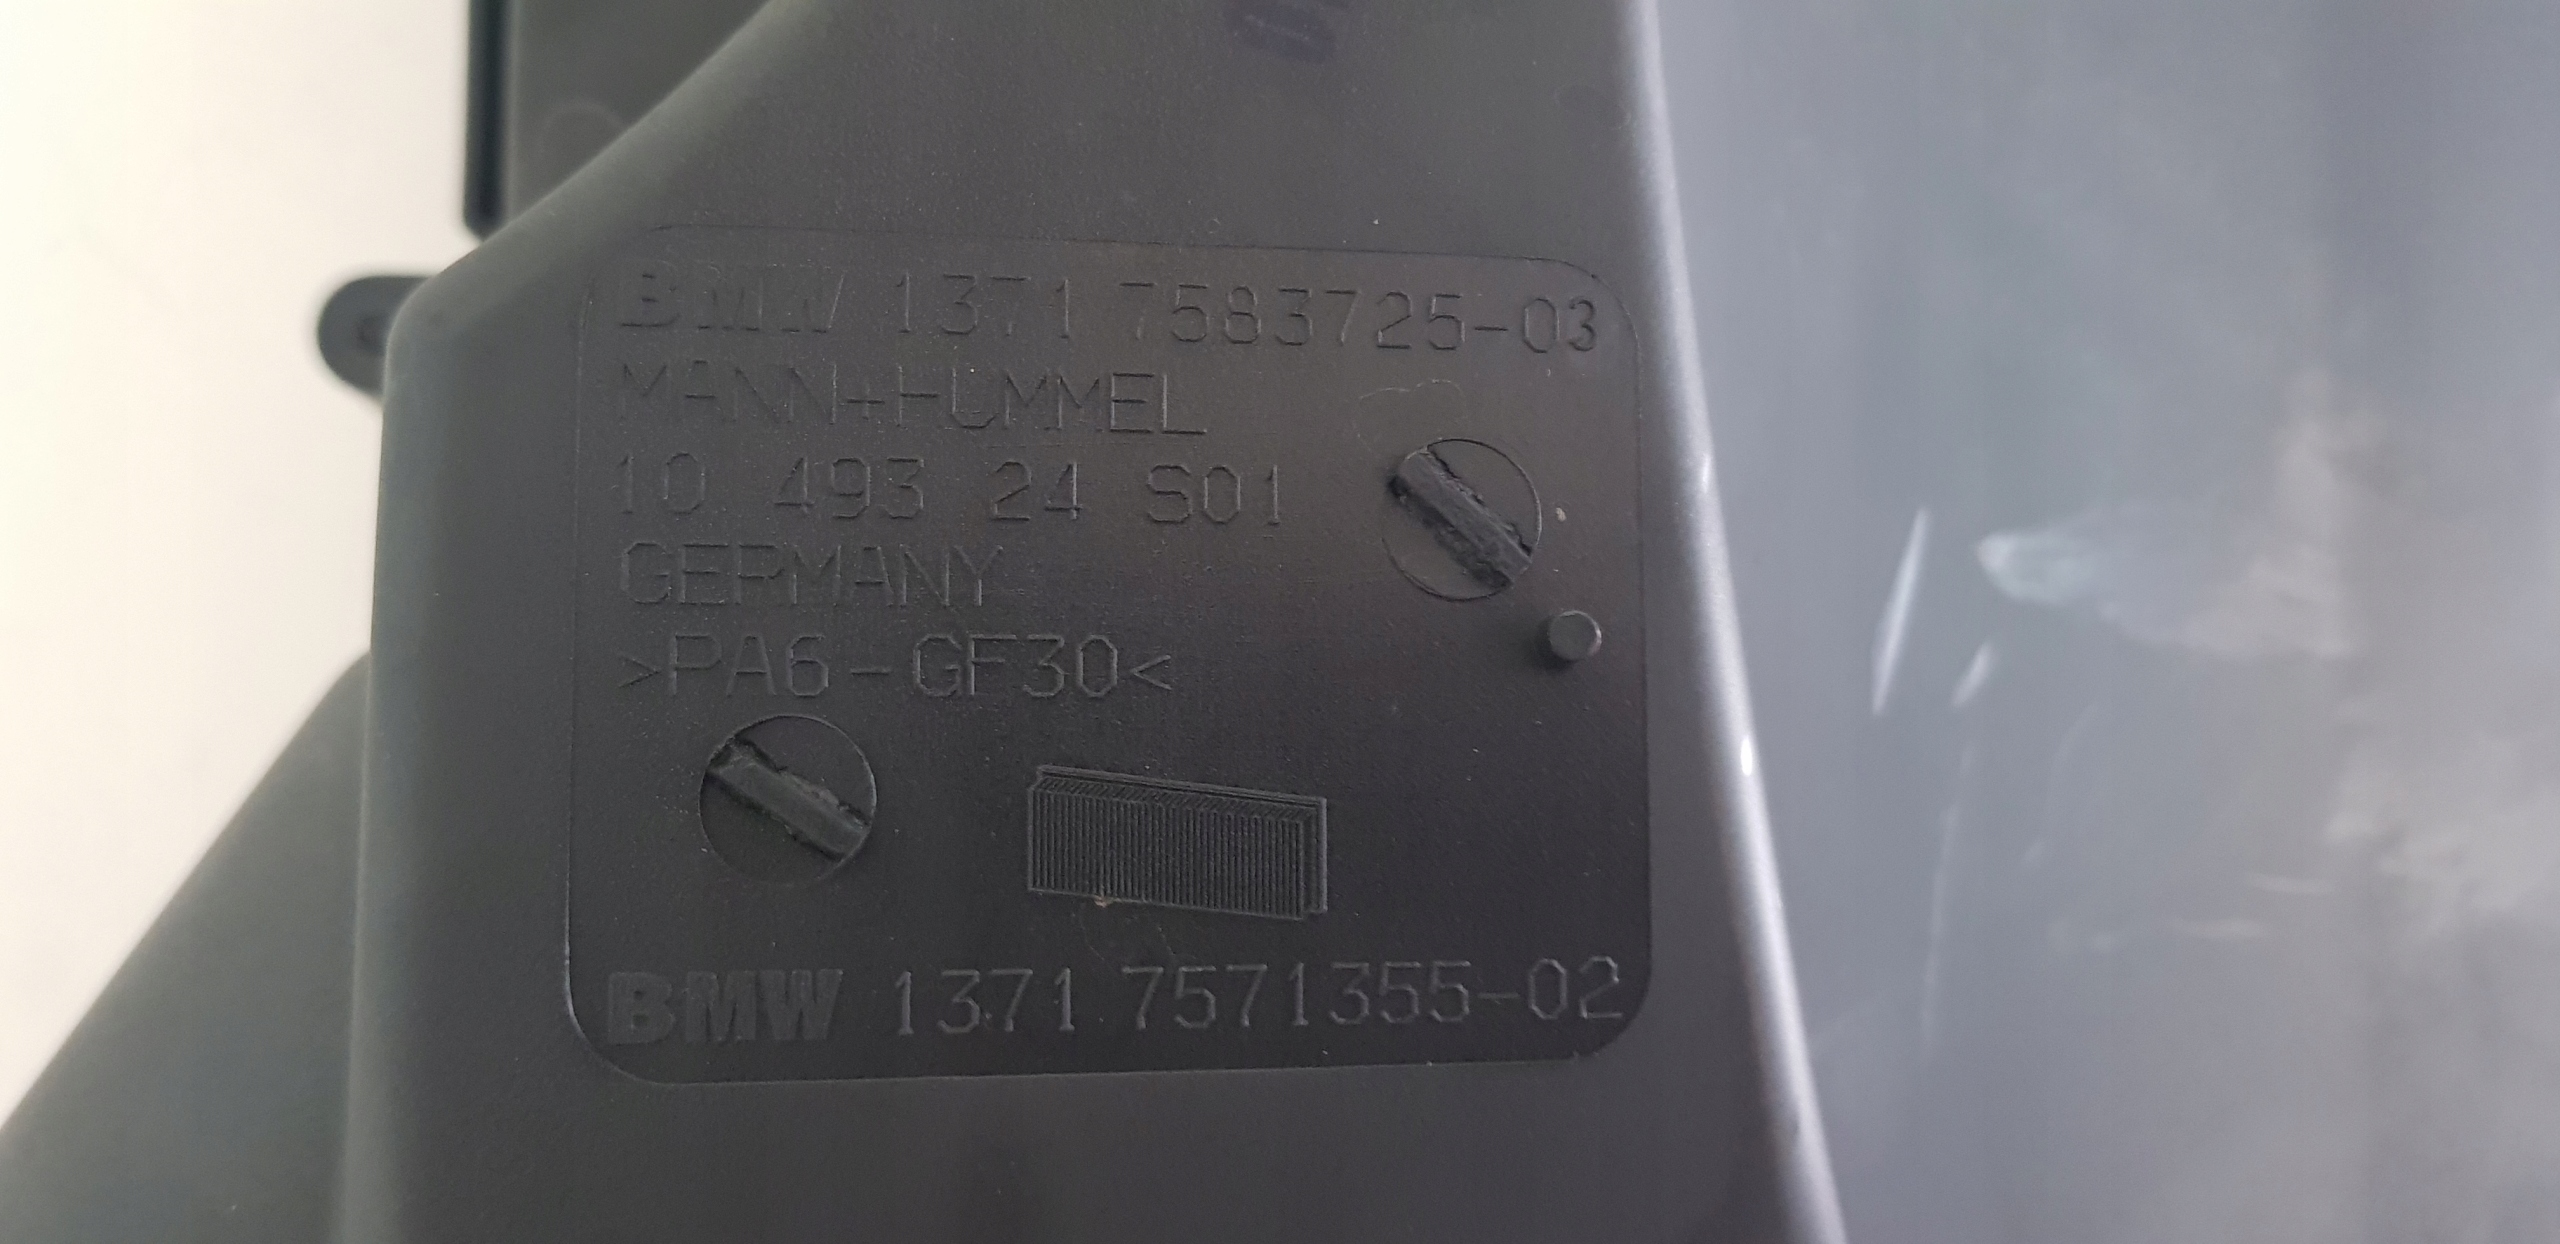 BMW 1371 7583725-03
MANN+HUMMEL
10 493 24 S01
GERMANY
>PA6-GF30<
BMW 1371 7571355-02